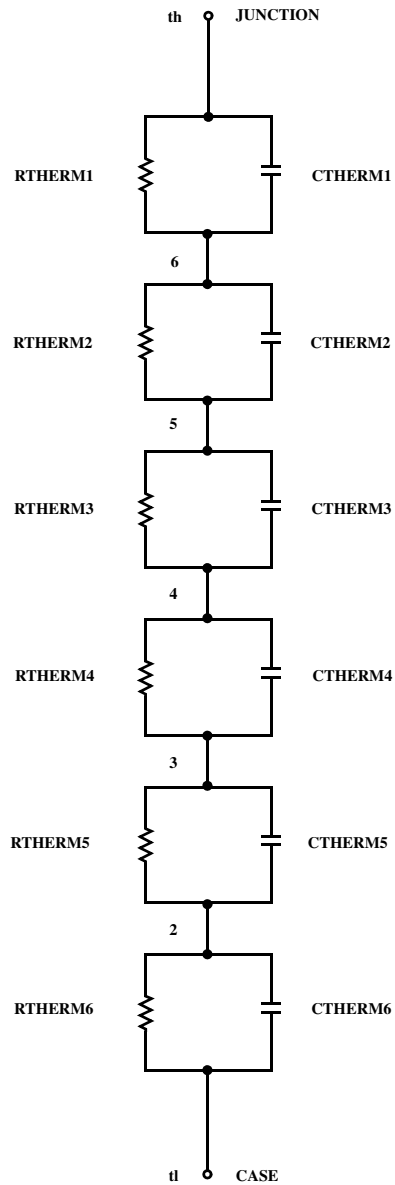 th JUNCTION
RTHERM1 CTHERM1
6
RTHERM2 CTHERM2
5
RTHERM3 CTHERM3
4
RTHERM4 CTHERM4
3
RTHERM5 CTHERM5
2
RTHERM6 CTHERM6
tl CASE